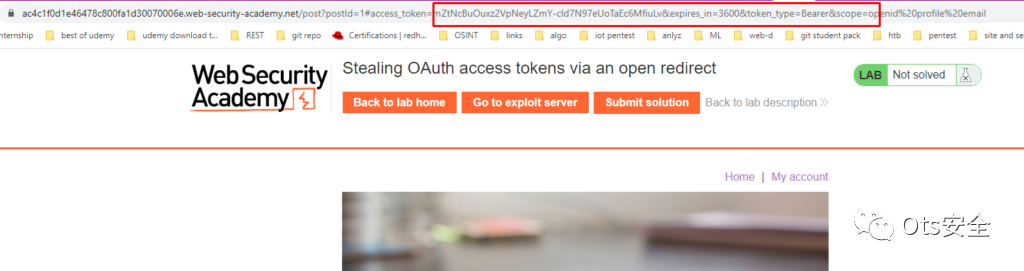 ac4c1f0d1e46478c800fa1d30070006e.web-security-academy.net/post?postId=1#access_token=mZtNcBuOuxz2VpNeyLZmY-cId7N97eUoTaEc6MfiuLv&expires_in=3600&token_type=Bearer&scope=openid%20profile%20email
nternship best of udemy udemy download t... REST git repo Certifications | redh... OSINT links algo iot pentest anlyz ML web-d git student pack htb pentest site and se
Web Security Academy
Stealing OAuth access tokens via an open redirect
LAB Not solved
Back to lab home Go to exploit server Submit solution Back to lab description >>
Home | My account
Ots安全